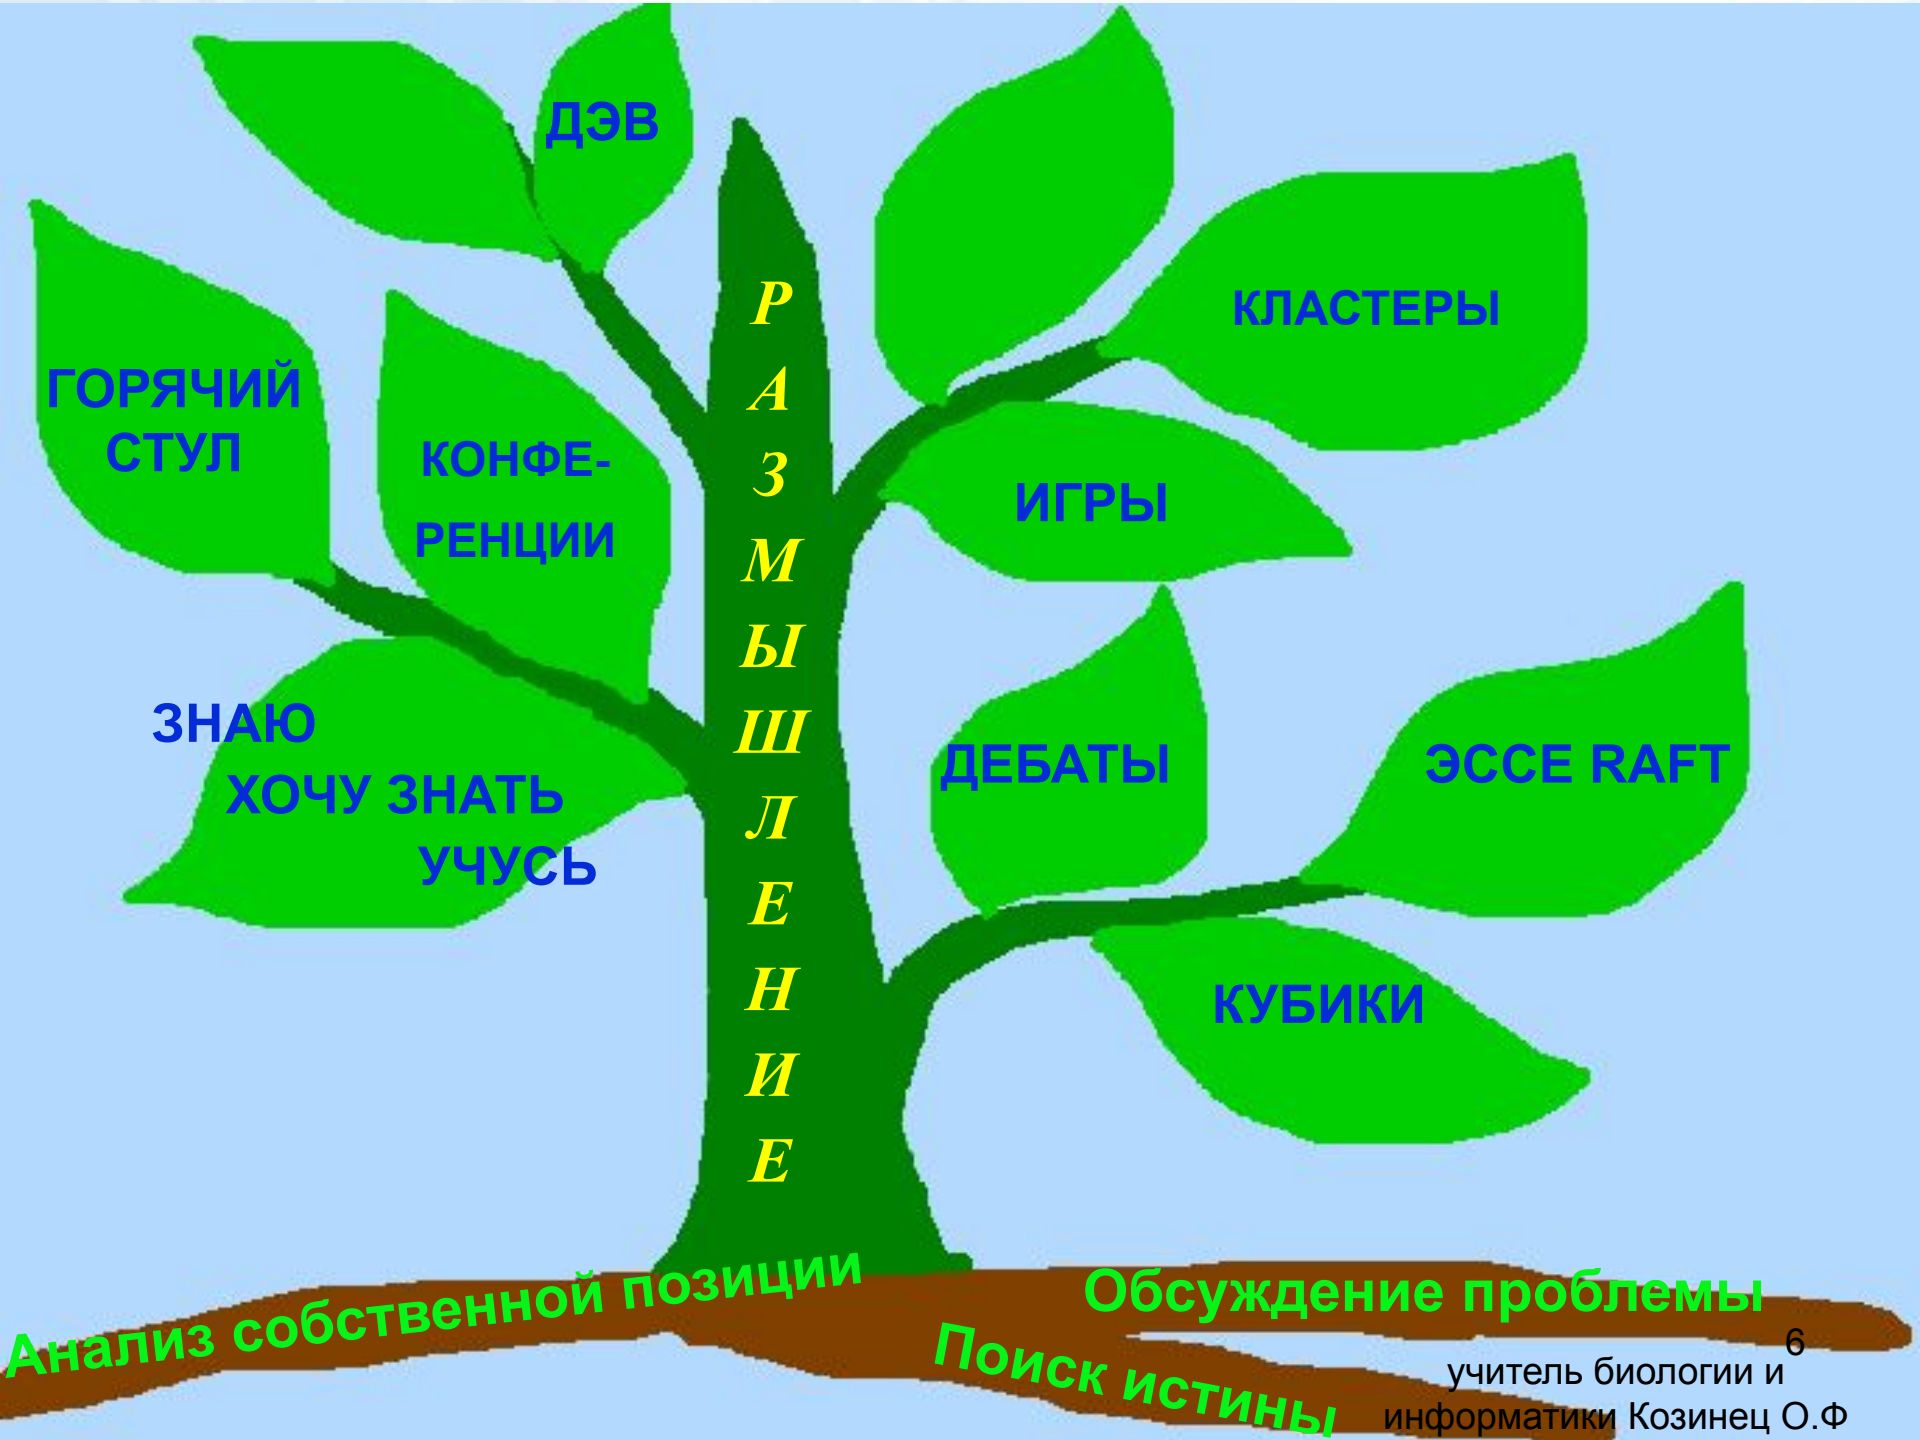 ДЭВ
КЛАСТЕРЫ
ГОРЯЧИЙ
СТУЛ
КОНФЕ-
РЕНЦИИ
ИГРЫ
ЗНАЮ
ХОЧУ ЗНАТЬ
УЧУСЬ
ДЕБАТЫ
ЭССЕ RAFT
КУБИКИ
Р
А
З
М
Ы
Ш
Л
Е
Н
И
Е
Анализ собственной позиции
Обсуждение проблемы
Поиск истины
6
учитель биологии и
информатики Козинец О.Ф